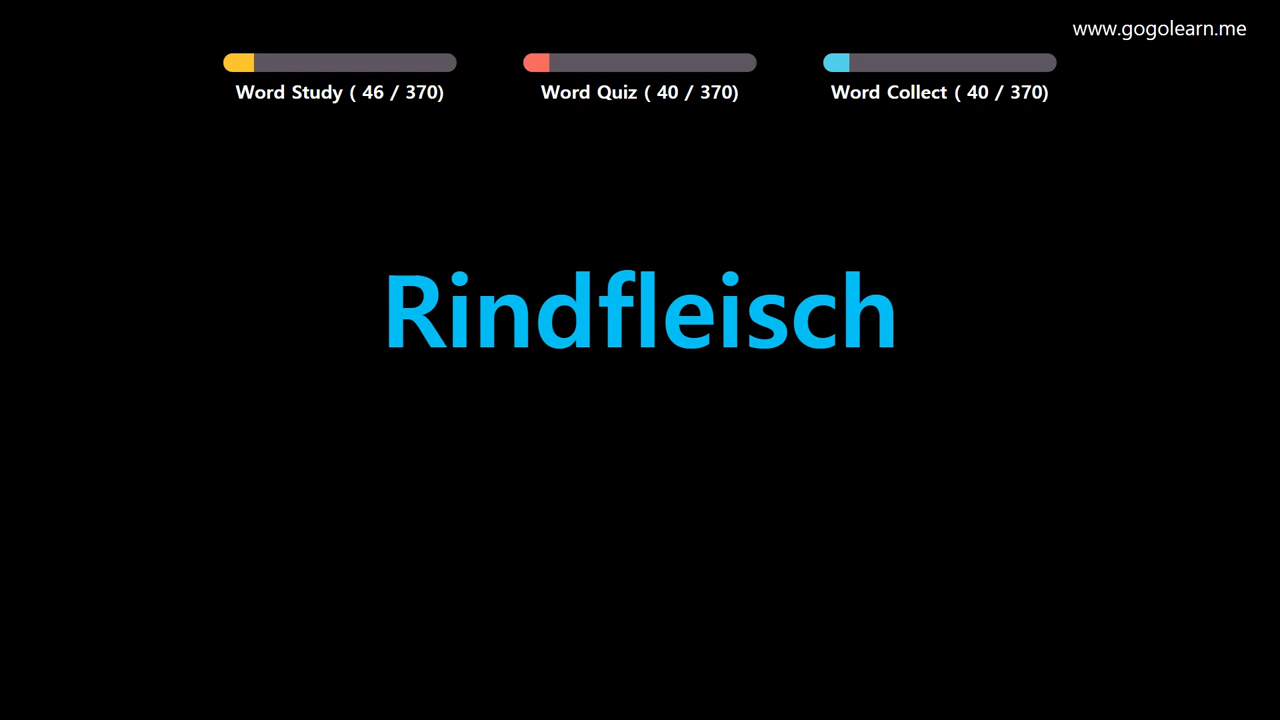 www.gogolearn.me
Word Study ( 46 / 370)
Word Quiz ( 40 / 370)
Word Collect ( 40 / 370)
Rindfleisch